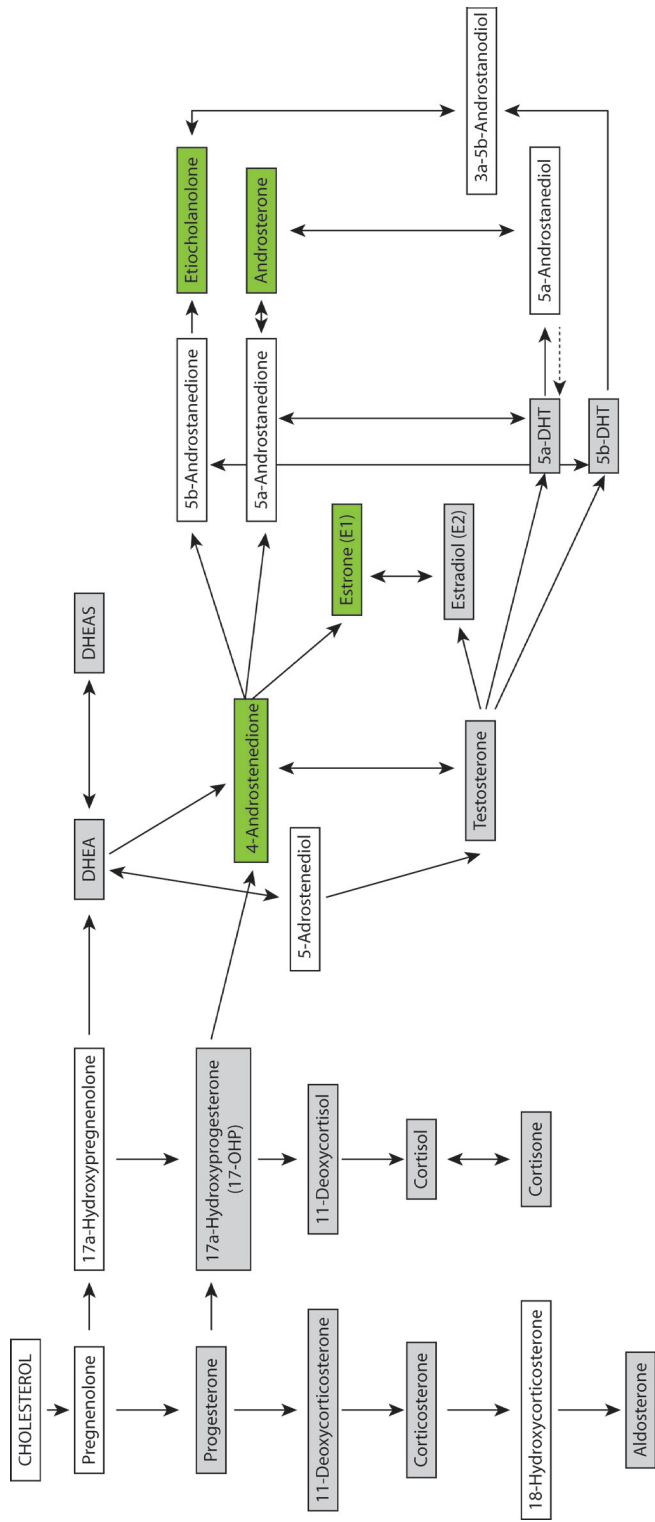 CHOLESTEROL
Pregnenolone
17a-Hydroxypregnenolone
DHEA
DHEAS
Progesterone
17a-Hydroxyprogesterone
(17-OHP)
4-Androstenedione
5b-Androstanedione
Etiocholanolone
5a-Androstanedione
Androsterone
11-Deoxycorticosterone
11-Deoxycortisol
5-Adrostenediol
Estrone (E1)
Corticosterone
Cortisol
Testosterone
Estradiol (E2)
3a-5b-Androstanodiol
18-Hydroxycorticosterone
Cortisone
5a-DHT
5a-Androstanediol
5b-DHT
Aldosterone